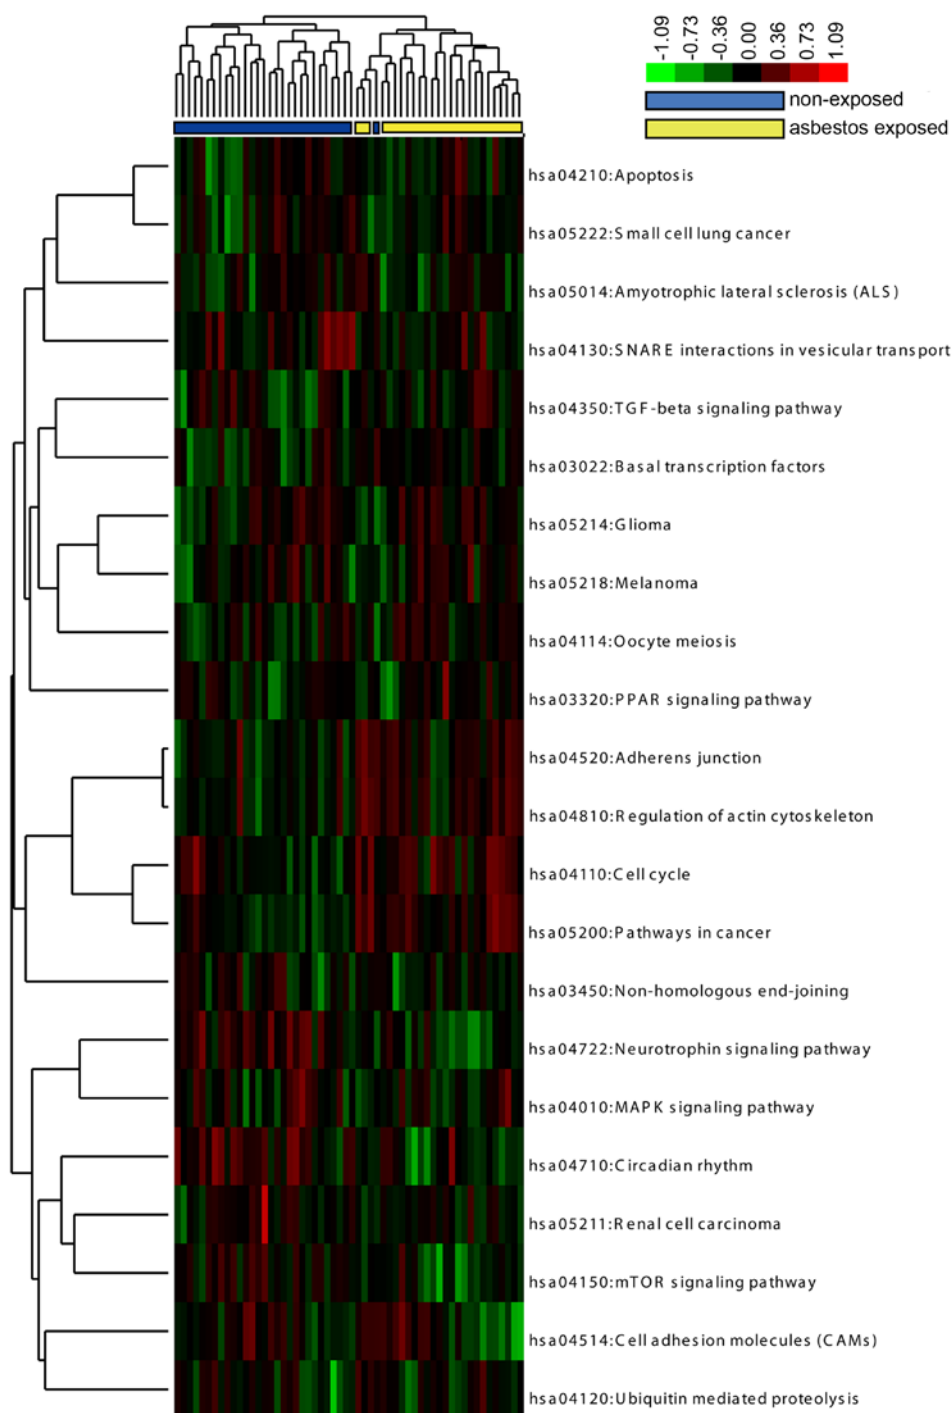 -1.09 -0.73 -0.36 0.00 0.36 0.73 1.09
non-exposed
asbestos exposed
hsa04210:Apoptosis
hsa05222:Small cell lung cancer
hsa05014:Amyotrophic lateral sclerosis (ALS)
hsa04130:SNARE interactions in vesicular transport
hsa04350:TGF-beta signaling pathway
hsa03022:Basal transcription factors
hsa05214:Glioma
hsa05218:Melanoma
hsa04114:Oocyte meiosis
hsa03320:PPAR signaling pathway
hsa04520:Adherens junction
hsa04810:Regulation of actin cytoskeleton
hsa04110:Cell cycle
hsa05200:Pathways in cancer
hsa03450:Non-homologous end-joining
hsa04722:Neurotrophin signaling pathway
hsa04010:MAPK signaling pathway
hsa04710:Circadian rhythm
hsa05211:Renal cell carcinoma
hsa04150:mTOR signaling pathway
hsa04514:Cell adhesion molecules (CAMs)
hsa04120:Ubiquitin mediated proteolysis